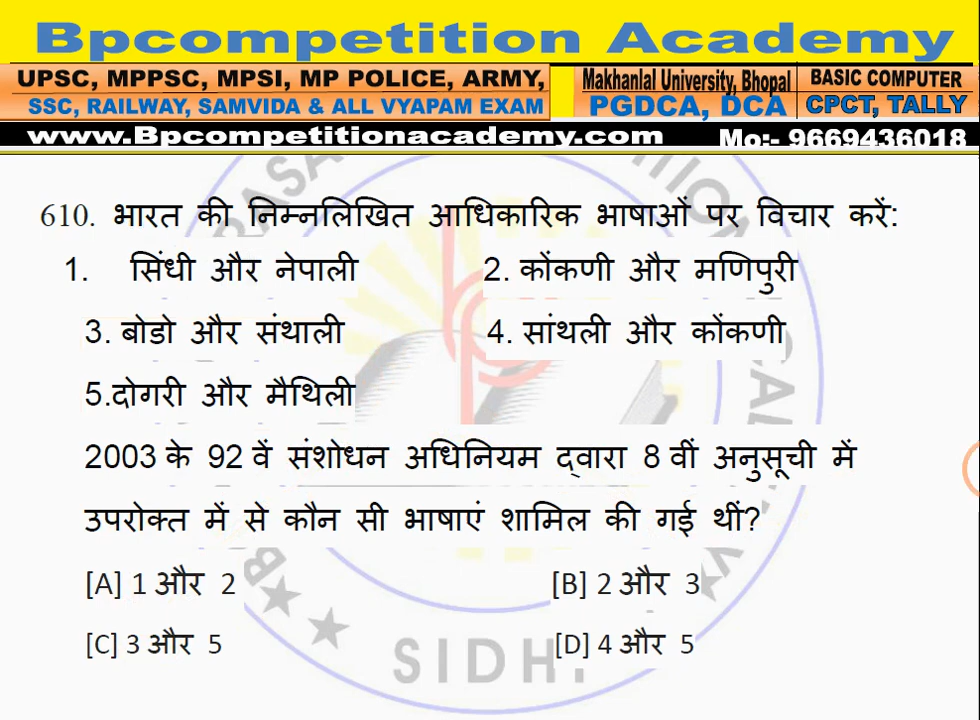 Bpcompetition Academy
UPSC, MPPSC, MPSI, MP POLICE, ARMY,
SSC, RAILWAY, SAMVIDA & ALL VYAPAM EXAM
Makhanlal University, Bhopal
PGDCA, DCA
BASIC COMPUTER
CPCT, TALLY
www.Bpcompetitionacademy.com Mo:- 9669436018
610. भारत की निम्नलिखित आधिकारिक भाषाओं पर विचार करें:
1. सिंधी और नेपाली 2. कोंकणी और मणिपुरी
3. बोडो और संथाली 4. सांथली और कोंकणी
5.दोगरी और मैथिली
2003 के 92 वें संशोधन अधिनियम द्वारा 8 वीं अनुसूची में
उपरोक्त में से कौन सी भाषाएं शामिल की गई थीं?
[A] 1 और 2 [B] 2 और 3
[C] 3 और 5 [D] 4 और 5
SIDH